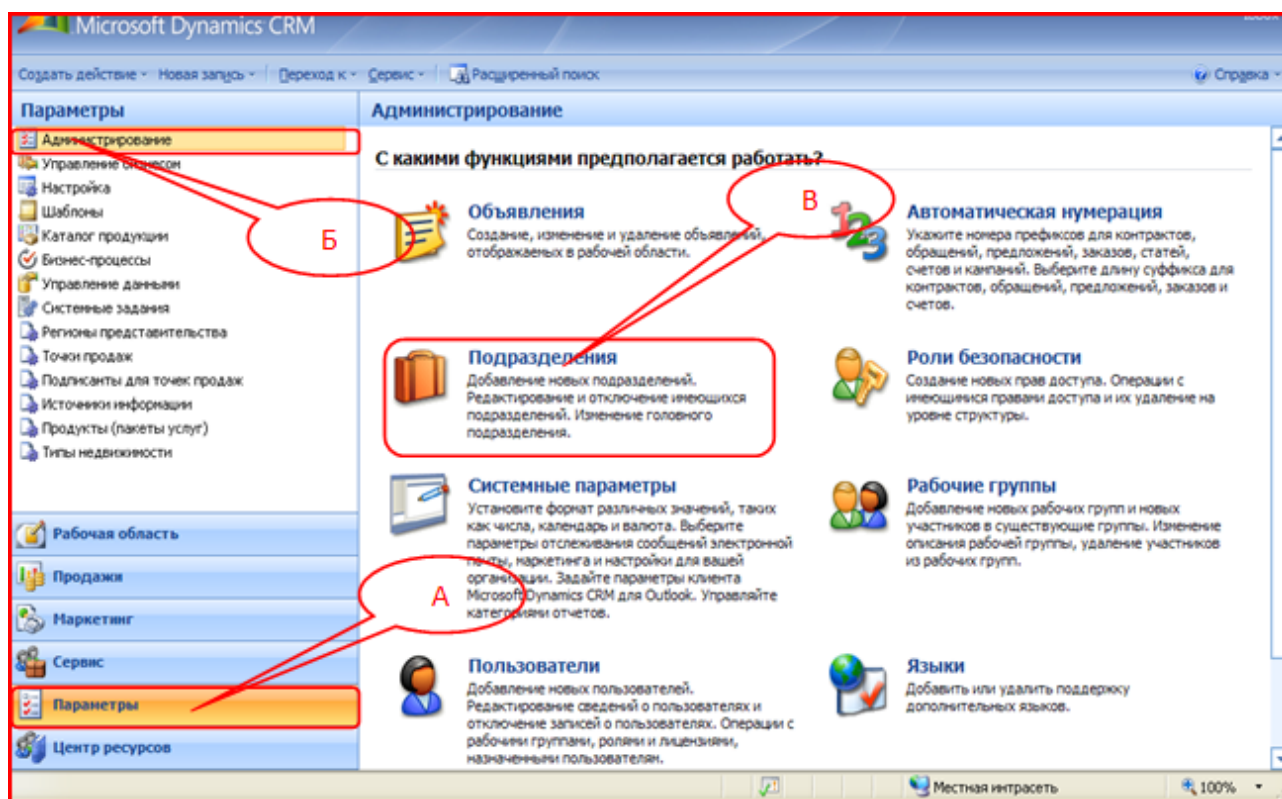 Microsoft Dynamics CRM
Создать действие Новая запись Переход к Сервис Расширенный поиск Справка
Параметры
Администрирование
Управление бизнесом
Настройка
Шаблоны
Каталог продукции
Бизнес-процессы
Управление данными
Системные задания
Регионы представительства
Точки продаж
Подписанты для точек продаж
Источники информации
Продукты (пакеты услуг)
Типы недвижимости
Рабочая область
Продажи
Маркетинг
Сервис
Параметры
Центр ресурсов
Администрирование
С какими функциями предполагается работать?
Б
В
А
Объявления
Создание, изменение и удаление объявлений,
отображаемых в рабочей области.
Автоматическая нумерация
Укажите номера префиксов для контрактов,
обращений, предложений, заказов, статей,
счетов и кампаний. Выберите длину суффикса для
контрактов, обращений, предложений, заказов и
счетов.
Подразделения
Добавление новых подразделений.
Редактирование и отключение имеющихся
подразделений. Изменение головного
подразделения.
Роли безопасности
Создание новых прав доступа. Операции с
имеющимися правами доступа и их удаление на
уровне структуры.
Системные параметры
Установите формат различных значений, таких
как числа, календарь и валюта. Выберите
параметры отслеживания сообщений электронной
почты, маркетинга и настройки для вашей
организации. Задайте параметры клиента
Microsoft Dynamics CRM для Outlook. Управляйте
категориями отчетов.
Рабочие группы
Добавление новых рабочих групп и новых
участников в существующие группы. Изменение
описания рабочей группы, удаление участников
из рабочих групп.
Пользователи
Добавление новых пользователей.
Редактирование сведений о пользователях и
отключение записей о пользователях. Операции с
рабочими группами, ролями и лицензиями,
назначенными пользователям.
Языки
Добавить или удалить поддержку
дополнительных языков.
Местная интрасеть 100%